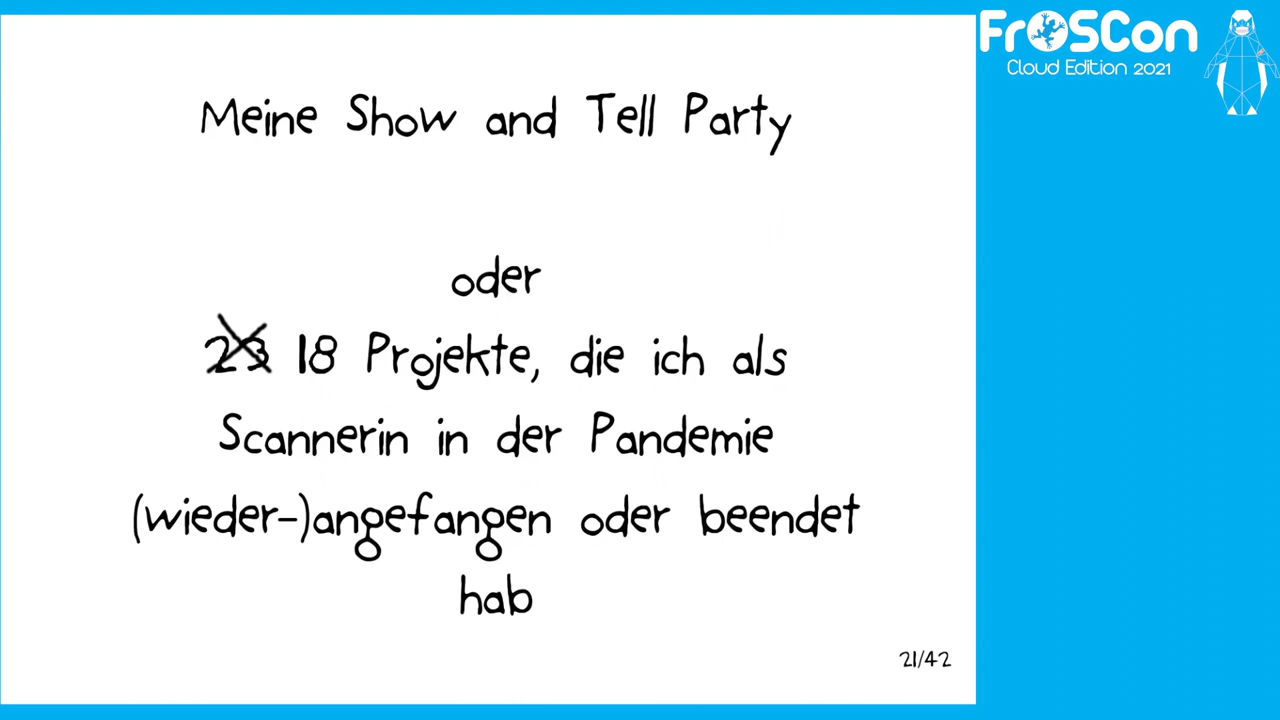 Meine Show and Tell Party
oder
23 18 Projekte, die ich als
Scannerin in der Pandemie
(wieder-)angefangen oder beendet
hab
21/42
FrOSCon
Cloud Edition 2021